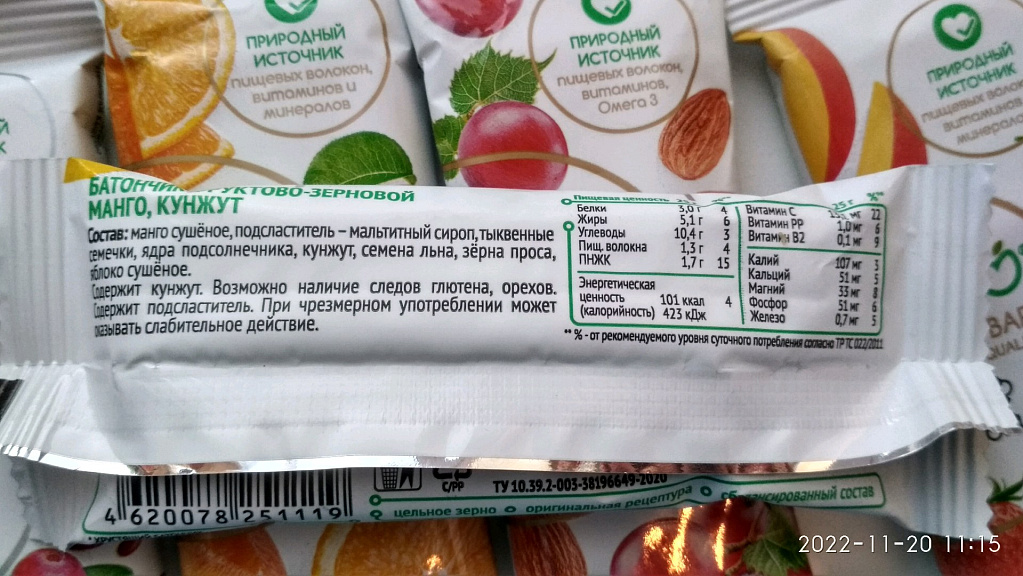 ПРИРОДНЫЙ
ИСТОЧНИК
пищевых волокон,
витаминов и
минералов
ПРИРОДНЫЙ
ИСТОЧНИК
пищевых волокон,
витаминов,
Омега 3
ПРИРОДНЫЙ
ИСТОЧНИК
пищевых
витаминов
минералов
МАНГО, КУНЖУТ
Состав: манго сушёное, подсластитель – мальтитный сироп, тыквенные
семечки, ядра подсолнечника, кунжут, семена льна, зёрна проса,
яблоко сушёное.
Содержит кунжут. Возможно наличие следов глютена, орехов.
Содержит подсластитель. При чрезмерном употреблении может
оказывать слабительное действие.
Пищевая ценность
Белки 4
Жиры 5,1 г 6
Углеводы 10,4 г 3
Пищ. волокна 1,3 г 4
ПНЖК 1,7 г 15
Энергетическая
ценность 101 ккал 4
(калорийность) 423 кДж
25 г %**
Витамин С мг 22
Витамин PP 1,0 мг 6
Витамин В2 0,1 мг 9
Калий 107 мг 3
Кальций 51 мг 5
Магний 33 мг 8
Фосфор 51 мг 6
Железо 0,7 мг 5
** % - от рекомендуемого уровня суточного потребления согласно ТР ТС 022/2011
C/PP
ТУ 10.39.2-003-38196649-2020
цельное зерно оригинальная рецептура состав
4 620078 251119
2022-11-20 11:15